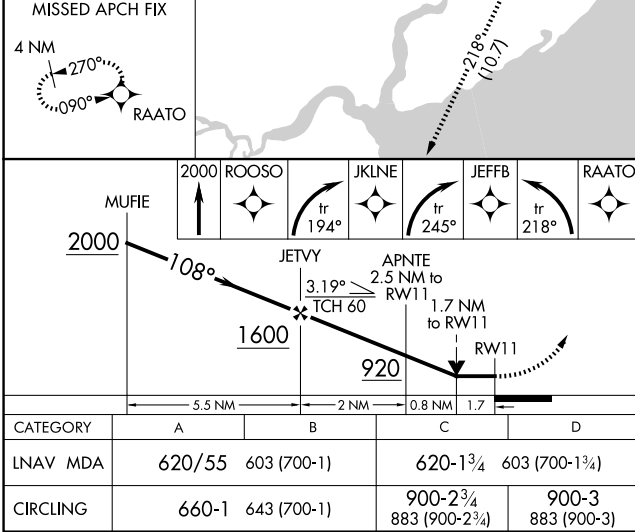 MISSED APCH FIX
4 NM
270°
090°
RAATO
218°
(10.7)
2000 ROOSO tr 194° JKLNE tr 245° JEFFB tr 218° RAATO
MUFIE
2000
108°
JETVY
1600
3.19°
TCH 60
APNTE
2.5 NM to
RW11
920
1.7 NM
to RW11
RW11
5.5 NM 2 NM 0.8 NM 1.7
CATEGORY A B C D
LNAV MDA 620/55 603 (700-1) 620-1¾ 603 (700-1¾)
CIRCLING 660-1 643 (700-1) 900-2¾ 883 (900-2¾) 900-3 883 (900-3)